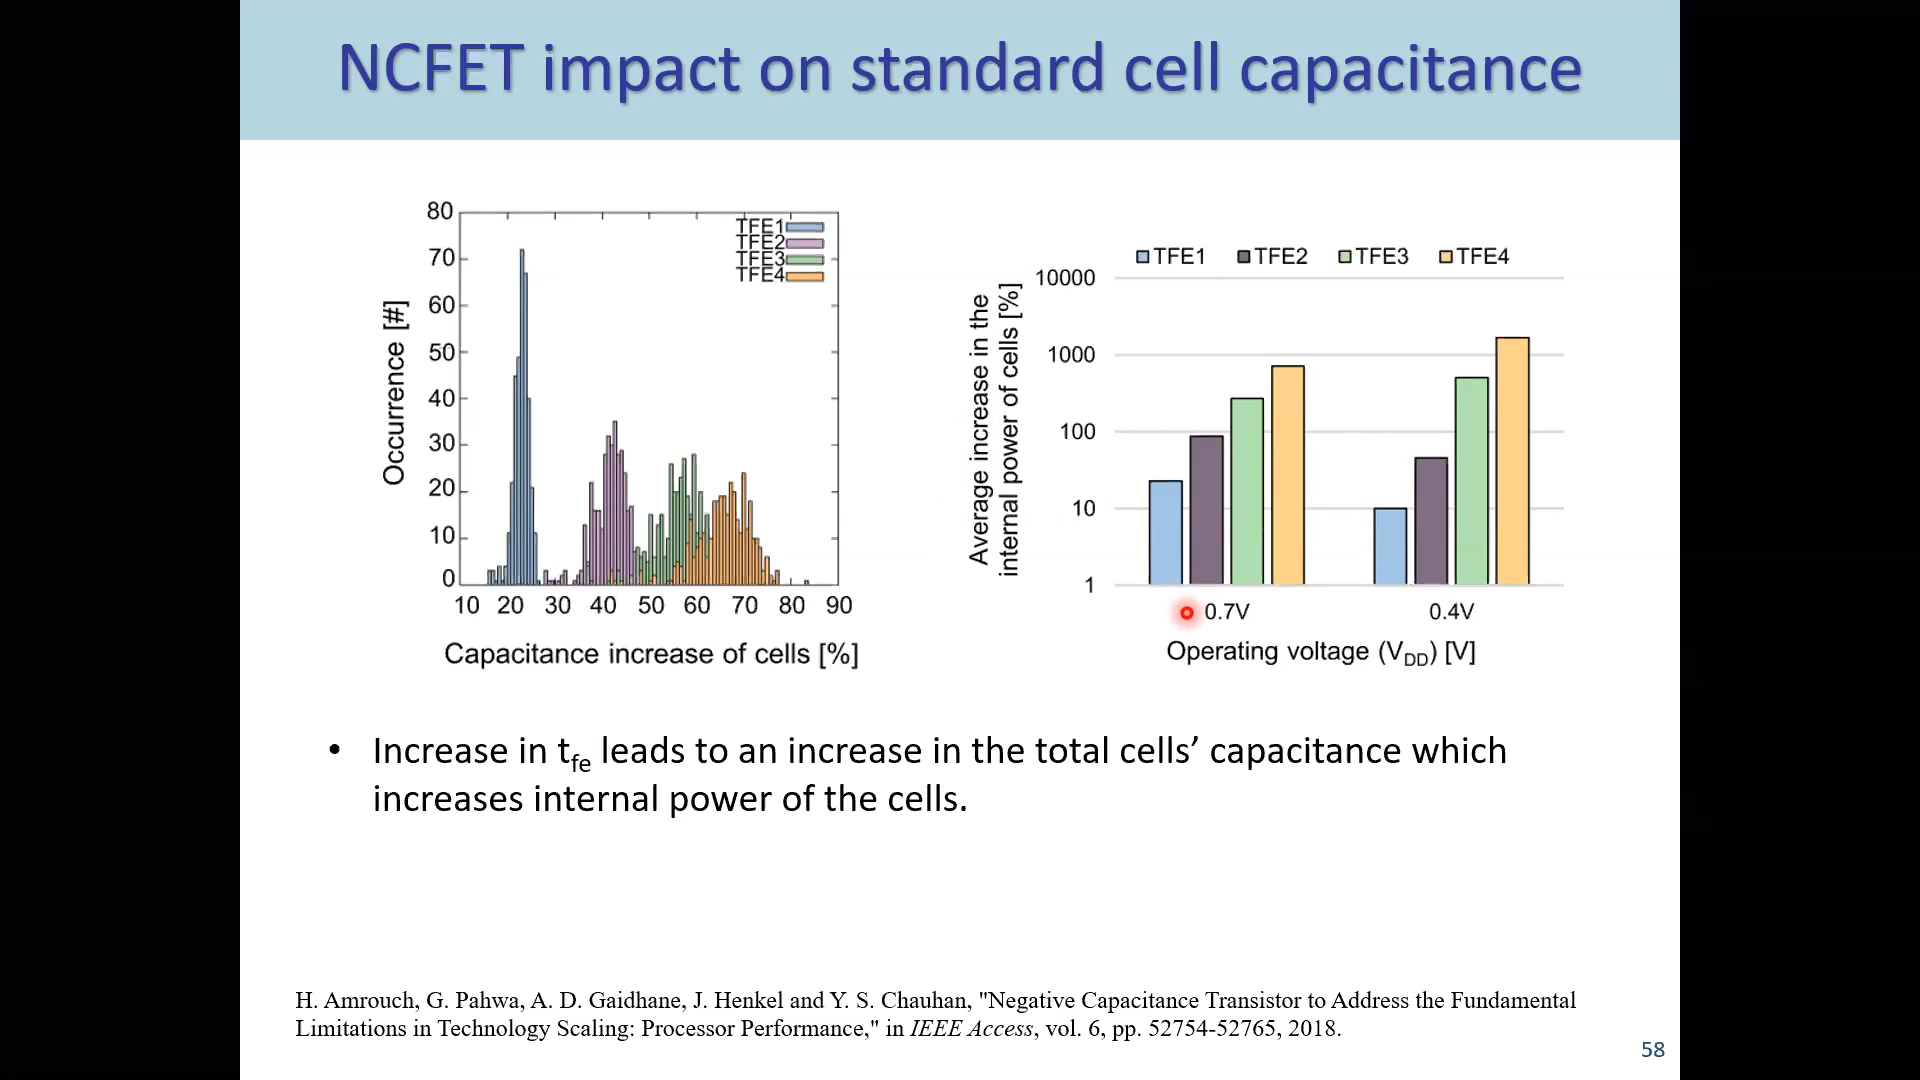 NCFET impact on standard cell capacitance
80
70
60
50
40
30
20
10
0
Occurrence [#]
TFE1
TFE2
TFE3
TFE4
10 20 30 40 50 60 70 80 90
Capacitance increase of cells [%]
TFE1 TFE2 TFE3 TFE4
Average increase in the
internal power of cells [%]
10000
1000
100
10
1
0.7V 0.4V
Operating voltage (VDD) [V]
• Increase in tfe leads to an increase in the total cells’ capacitance which
increases internal power of the cells.
H. Amrouch, G. Pahwa, A. D. Gaidhane, J. Henkel and Y. S. Chauhan, "Negative Capacitance Transistor to Address the Fundamental
Limitations in Technology Scaling: Processor Performance," in IEEE Access, vol. 6, pp. 52754-52765, 2018.
58